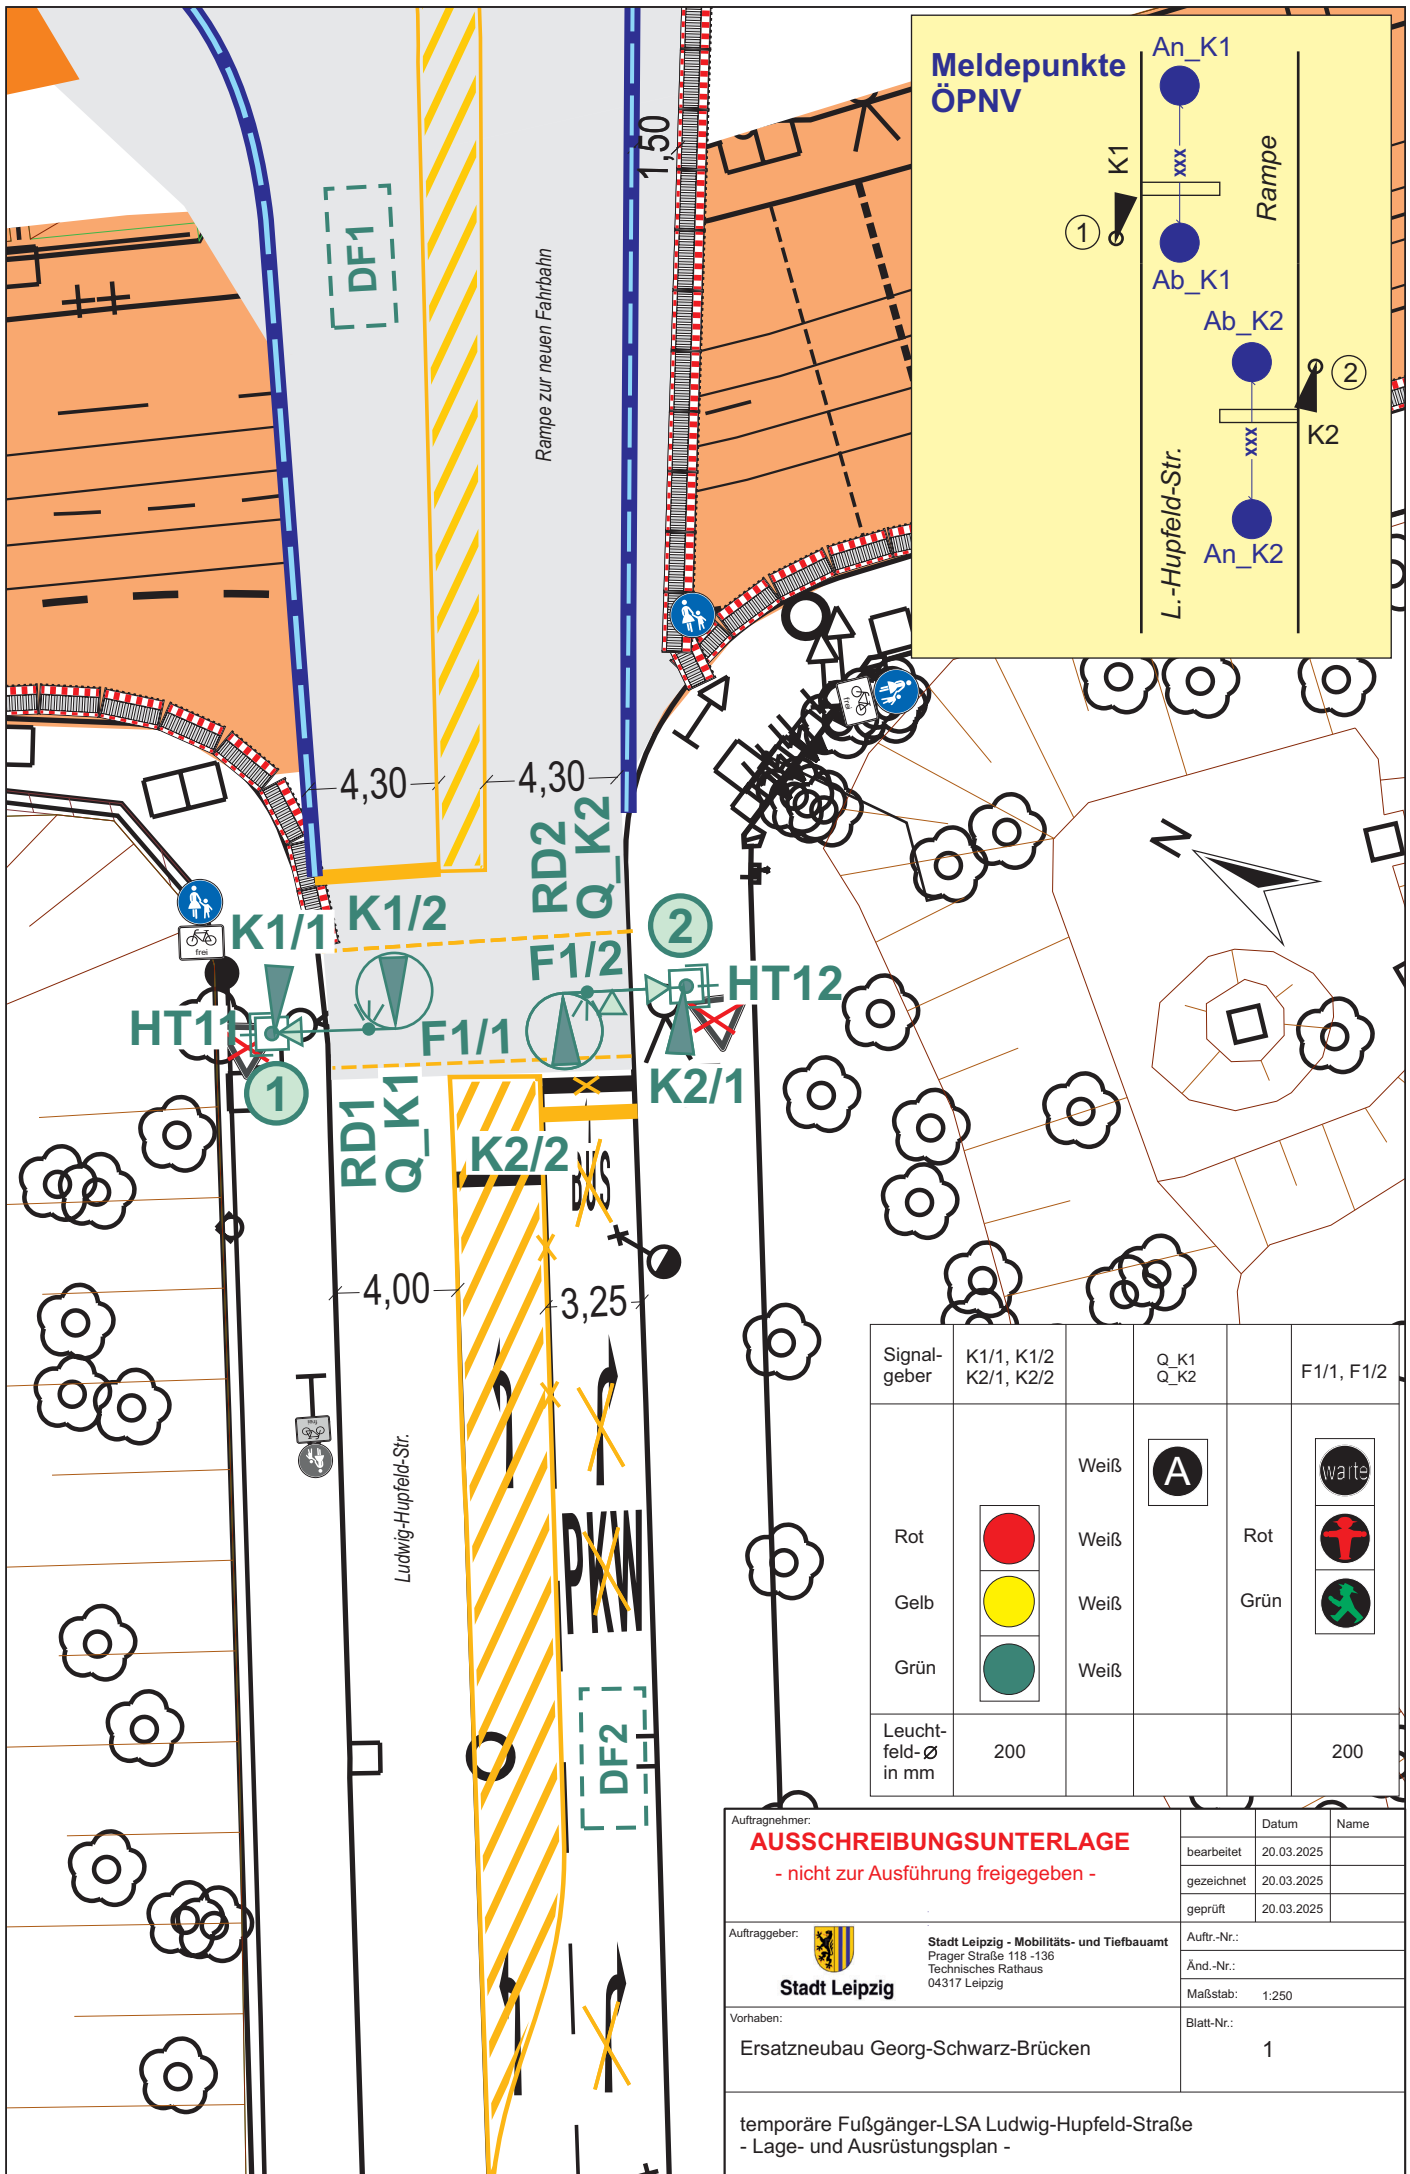 Meldepunkte
ÖPNV
An_K1
K1
xxx
Rampe
1
Ab_K1
Ab_K2
2
xxx
K2
L.-Hupfeld-Str.
An_K2
1,50
DF1
Rampe zur neuen Fahrbahn
4,30
4,30
RD2
Q_K2
frei
N
frei
K1/1
K1/2
2
F1/2
HT12
HT11
F1/1
1
K2/1
RD1
Q_K1
K2/2
BUS
4,00
3,25
frei
Ludwig-Hupfeld-Str.
PKW
DF2
Signal-
geber
K1/1, K1/2
K2/1, K2/2
Q_K1
Q_K2
F1/1, F1/2
Weiß
A
warte
Rot
Weiß
Rot
Gelb
Weiß
Grün
Grün
Weiß
Leucht-
feld-Ø
in mm
200
200
Auftragnehmer:
AUSSCHREIBUNGSUNTERLAGE
- nicht zur Ausführung freigegeben -
Datum
Name
bearbeitet
20.03.2025
gezeichnet
20.03.2025
geprüft
20.03.2025
Auftraggeber:
Stadt Leipzig
Stadt Leipzig - Mobilitäts- und Tiefbauamt
Prager Straße 118 -136
Technisches Rathaus
04317 Leipzig
Auftr.-Nr.:
Änd.-Nr.:
Maßstab: 1:250
Vorhaben:
Ersatzneubau Georg-Schwarz-Brücken
Blatt-Nr.:
1
temporäre Fußgänger-LSA Ludwig-Hupfeld-Straße
- Lage- und Ausrüstungsplan -